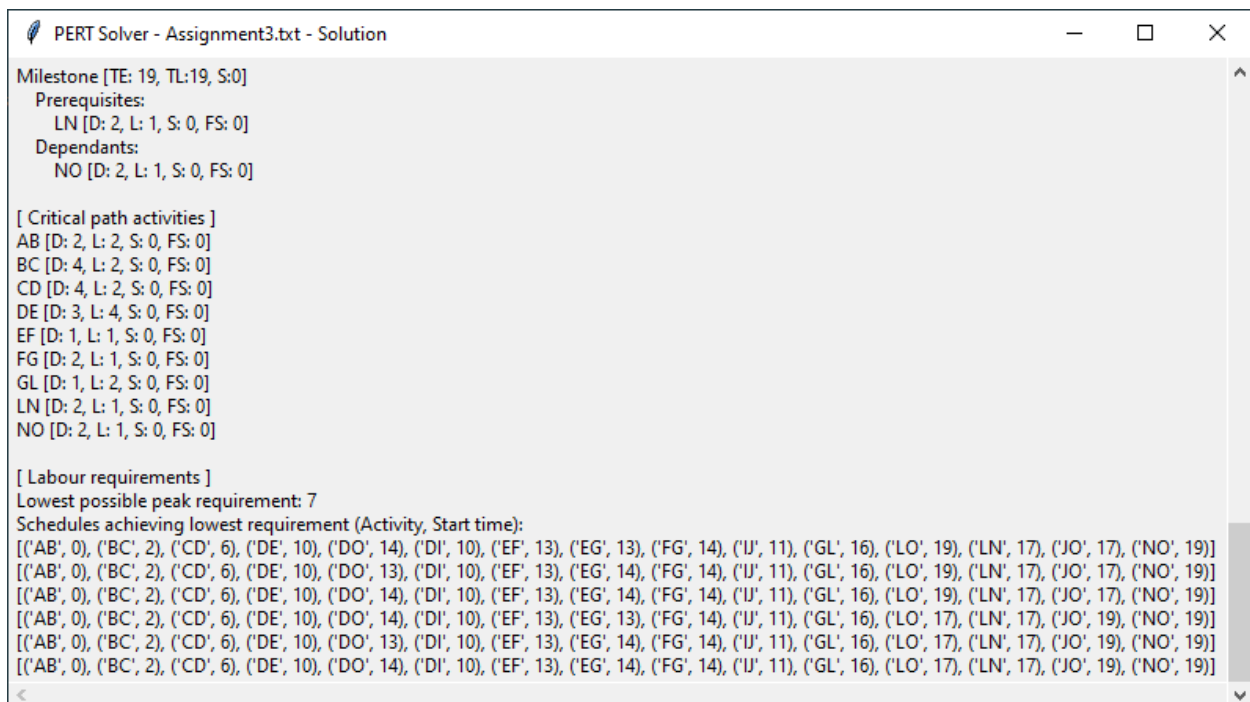 PERT Solver - Assignment3.txt - Solution
Milestone [TE: 19, TL:19, S:0]
Prerequisites:
LN [D: 2, L: 1, S: 0, FS: 0]
Dependants:
NO [D: 2, L: 1, S: 0, FS: 0]
[ Critical path activities ]
AB [D: 2, L: 2, S: 0, FS: 0]
BC [D: 4, L: 2, S: 0, FS: 0]
CD [D: 4, L: 2, S: 0, FS: 0]
DE [D: 3, L: 4, S: 0, FS: 0]
EF [D: 1, L: 1, S: 0, FS: 0]
FG [D: 2, L: 1, S: 0, FS: 0]
GL [D: 1, L: 2, S: 0, FS: 0]
LN [D: 2, L: 1, S: 0, FS: 0]
NO [D: 2, L: 1, S: 0, FS: 0]
[ Labour requirements ]
Lowest possible peak requirement: 7
Schedules achieving lowest requirement (Activity, Start time):
[('AB', 0), ('BC', 2), ('CD', 6), ('DE', 10), ('DO', 14), ('DI', 10), ('EF', 13), ('EG', 13), ('FG', 14), ('IJ', 11), ('GL', 16), ('LO', 19), ('LN', 17), ('JO', 17), ('NO', 19)]
[('AB', 0), ('BC', 2), ('CD', 6), ('DE', 10), ('DO', 13), ('DI', 10), ('EF', 13), ('EG', 14), ('FG', 14), ('IJ', 11), ('GL', 16), ('LO', 19), ('LN', 17), ('JO', 17), ('NO', 19)]
[('AB', 0), ('BC', 2), ('CD', 6), ('DE', 10), ('DO', 14), ('DI', 10), ('EF', 13), ('EG', 14), ('FG', 14), ('IJ', 11), ('GL', 16), ('LO', 19), ('LN', 17), ('JO', 17), ('NO', 19)]
[('AB', 0), ('BC', 2), ('CD', 6), ('DE', 10), ('DO', 14), ('DI', 10), ('EF', 13), ('EG', 13), ('FG', 14), ('IJ', 11), ('GL', 16), ('LO', 17), ('LN', 17), ('JO', 19), ('NO', 19)]
[('AB', 0), ('BC', 2), ('CD', 6), ('DE', 10), ('DO', 13), ('DI', 10), ('EF', 13), ('EG', 14), ('FG', 14), ('IJ', 11), ('GL', 16), ('LO', 17), ('LN', 17), ('JO', 19), ('NO', 19)]
[('AB', 0), ('BC', 2), ('CD', 6), ('DE', 10), ('DO', 14), ('DI', 10), ('EF', 13), ('EG', 14), ('FG', 14), ('IJ', 11), ('GL', 16), ('LO', 17), ('LN', 17), ('JO', 19), ('NO', 19)]